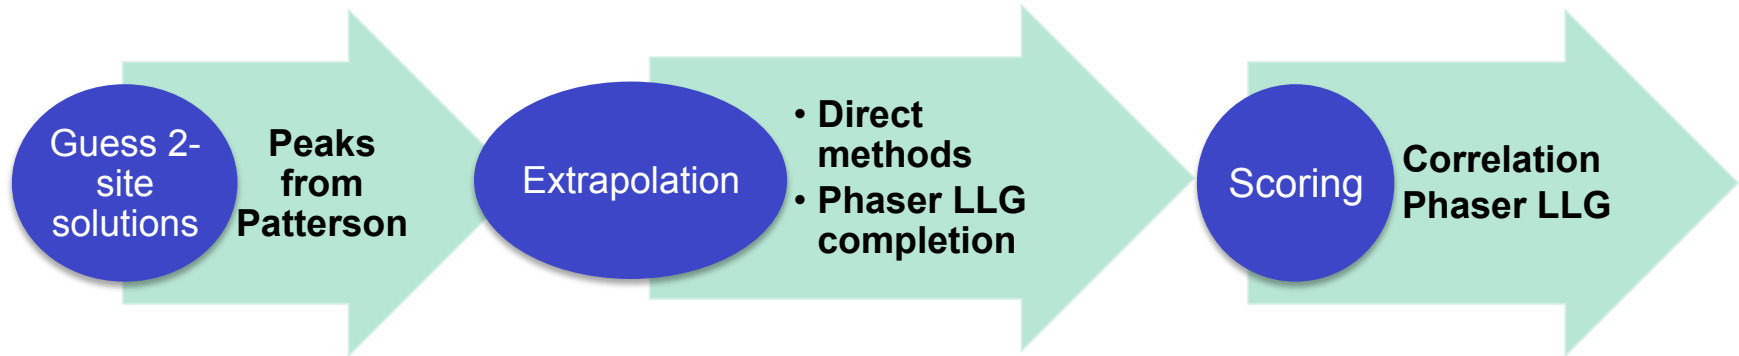 Guess 2-
site
solutions
Peaks
from
Patterson
Extrapolation
• Direct
methods
• Phaser LLG
completion
Scoring
Correlation
Phaser LLG